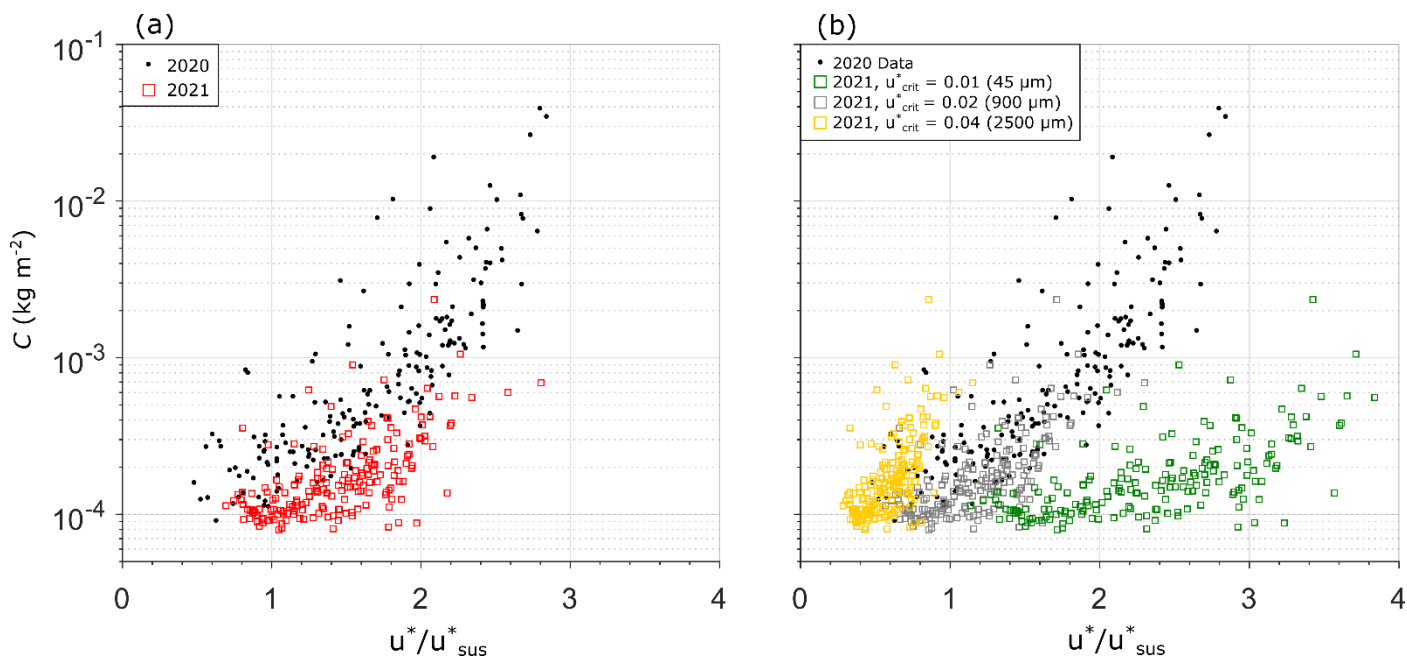 (a)
(b)
2020
2021
2020 Data
2021, u*crit = 0.01 (45 µm)
2021, u*crit = 0.02 (900 µm)
2021, u*crit = 0.04 (2500 µm)
C (kg m-2)
10-1
10-2
10-3
10-4
0 1 2 3 4
0 1 2 3 4
u*/u*sus
u*/u*sus